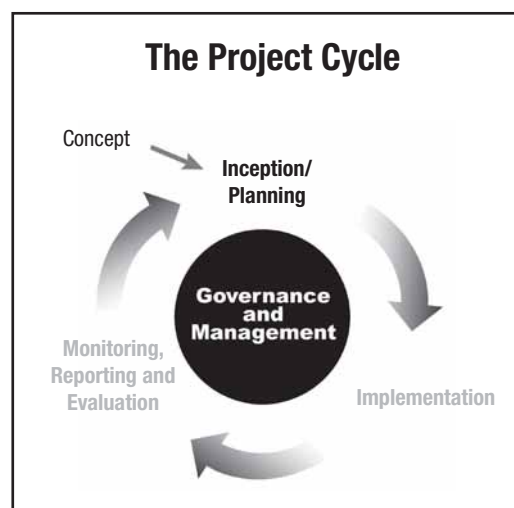 The Project Cycle
Concept
Inception/
Planning
Governance
and
Management
Monitoring,
Reporting and
Evaluation
Implementation